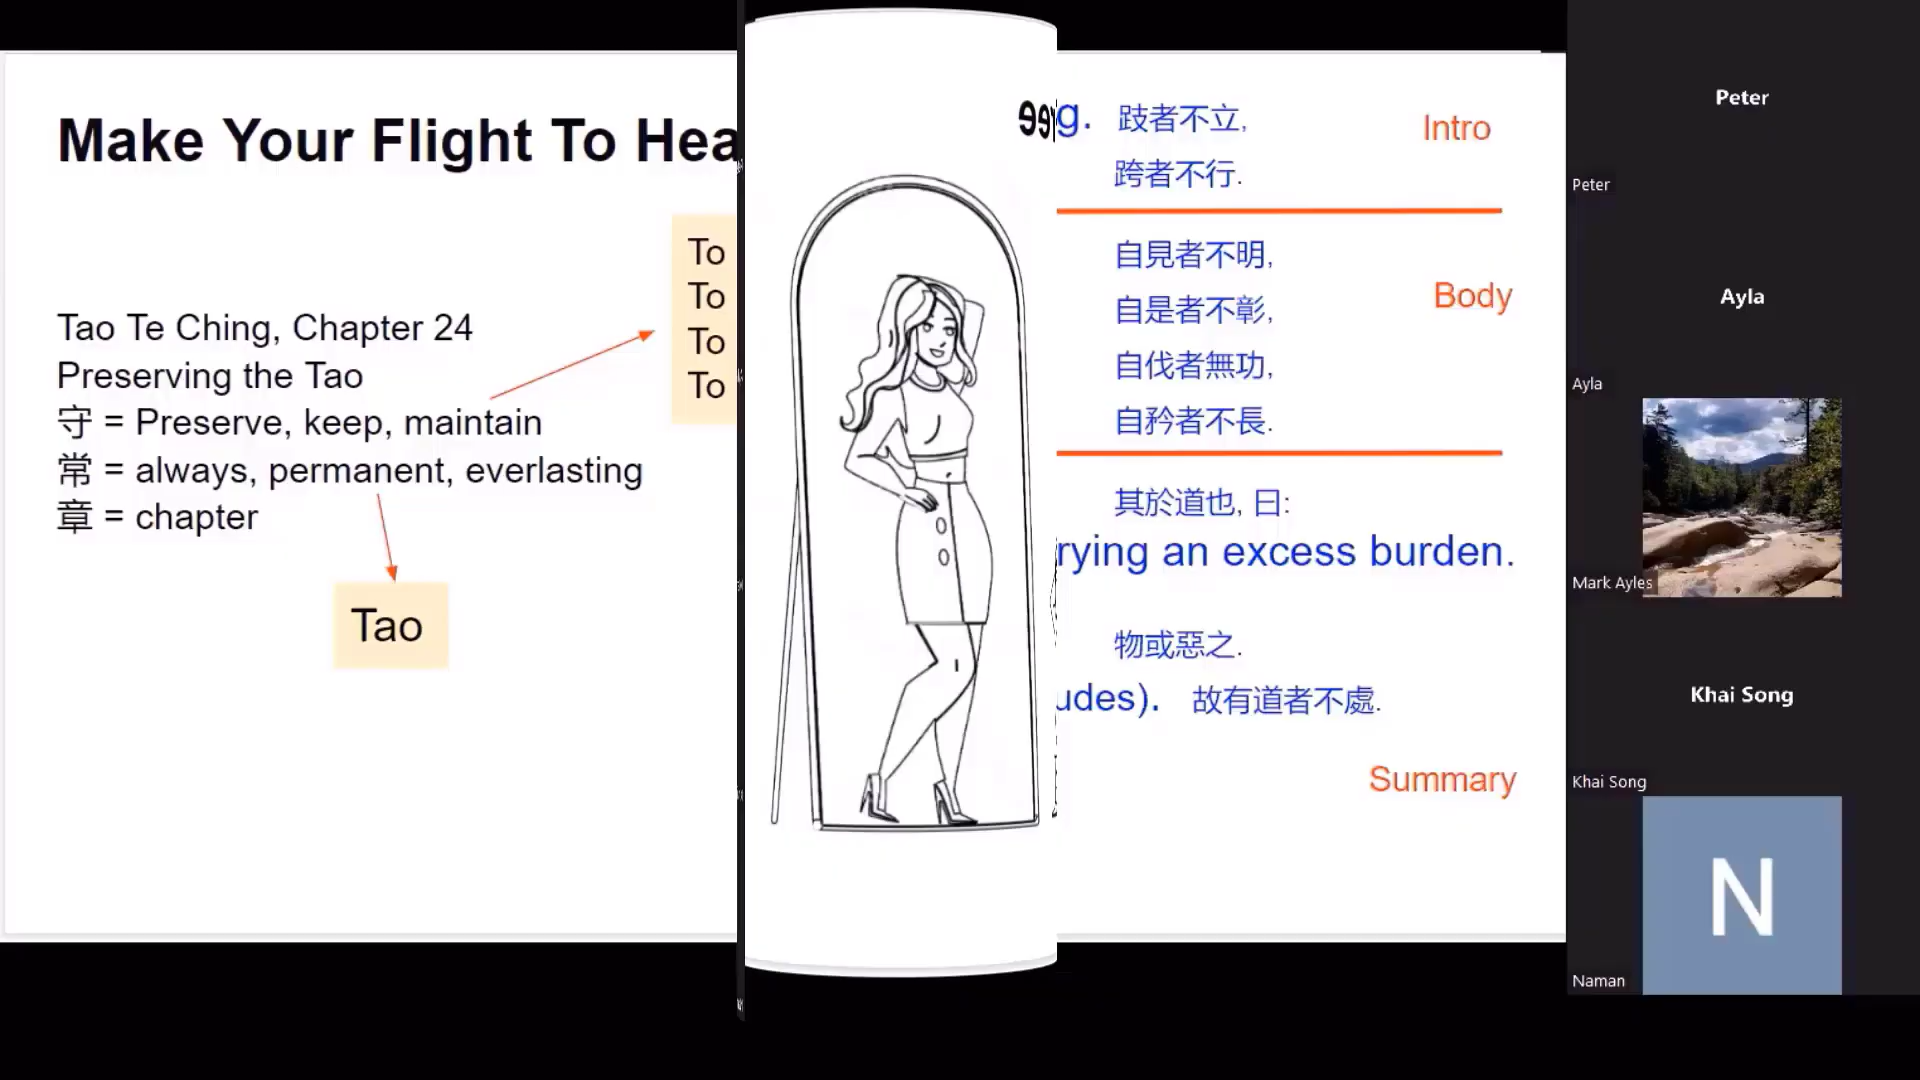 Make Your Flight To Hea
To
To
To
To
Tao Te Ching, Chapter 24
Preserving the Tao
守 = Preserve, keep, maintain
常 = always, permanent, everlasting
章 = chapter
Tao
g. 跂者不立,
Intro
跨者不行.
自見者不明,
Body
自是者不彰,
自伐者無功,
自矜者不長.
其於道也, 曰:
rying an excess burden.
物或惡之.
udes). 故有道者不處.
Summary
Peter
Peter
Ayla
Ayla
Mark Ayles
Khai Song
Khai Song
N
Naman